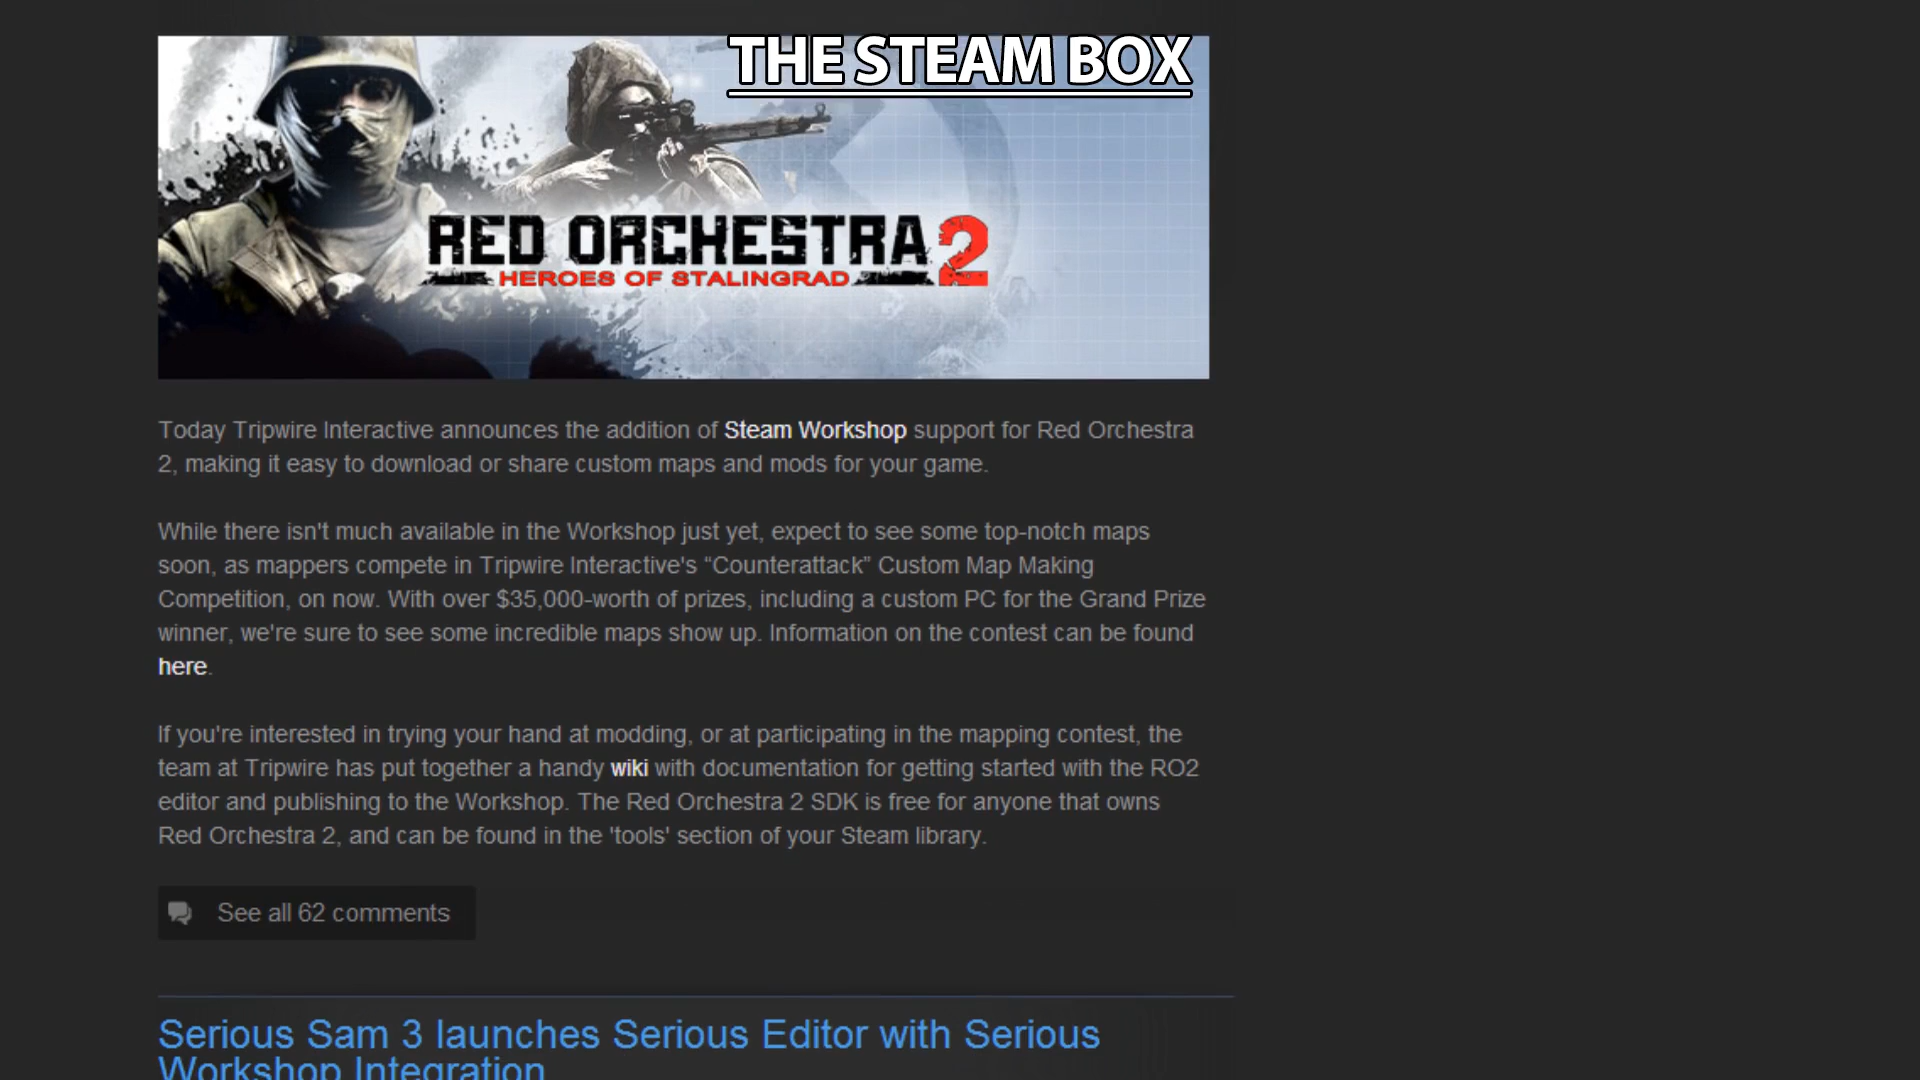 THE STEAM BOX
RED ORCHESTRA 2
HEROES OF STALINGRAD
Today Tripwire Interactive announces the addition of Steam Workshop support for Red Orchestra
2, making it easy to download or share custom maps and mods for your game.
While there isn't much available in the Workshop just yet, expect to see some top-notch maps
soon, as mappers compete in Tripwire Interactive's “Counterattack” Custom Map Making
Competition, on now. With over $35,000-worth of prizes, including a custom PC for the Grand Prize
winner, we're sure to see some incredible maps show up. Information on the contest can be found
here.
If you're interested in trying your hand at modding, or at participating in the mapping contest, the
team at Tripwire has put together a handy wiki with documentation for getting started with the RO2
editor and publishing to the Workshop. The Red Orchestra 2 SDK is free for anyone that owns
Red Orchestra 2, and can be found in the 'tools' section of your Steam library.
See all 62 comments
Serious Sam 3 launches Serious Editor with Serious
Workshop Integration